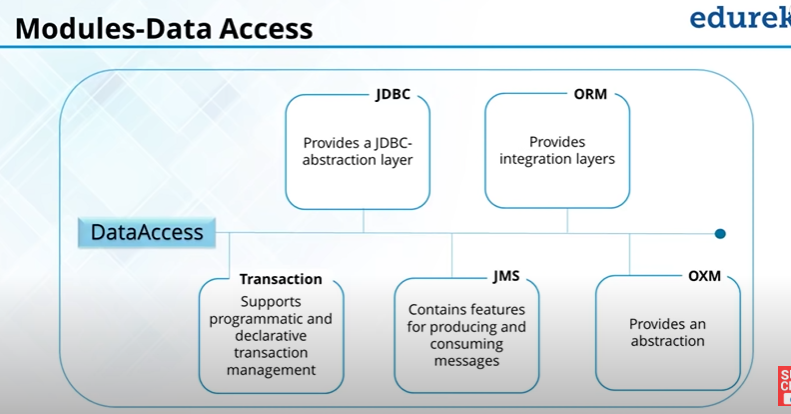 Modules-Data Access
edurek
JDBC
Provides a JDBC-
abstraction layer
ORM
Provides
integration layers
DataAccess
Transaction
Supports
programmatic and
declarative
transaction
management
JMS
Contains features
for producing and
consuming
messages
OXM
Provides an
abstraction